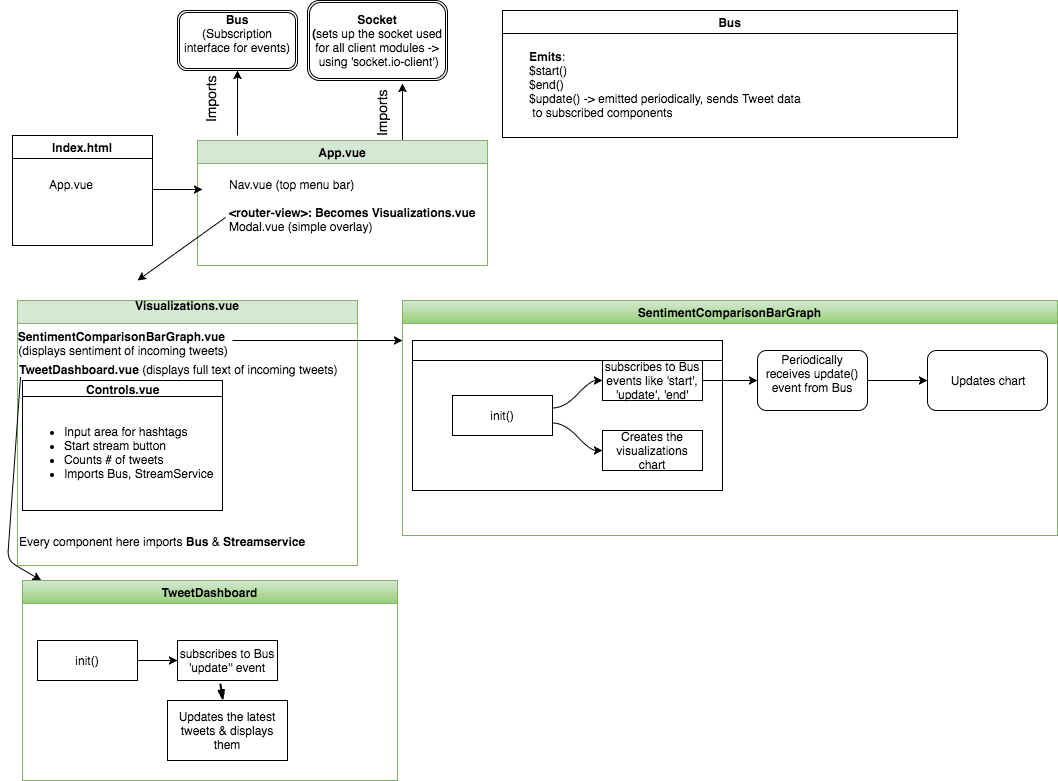 Bus
(Subscription
interface for events)
Socket
(sets up the socket used
for all client modules ->
using 'socket.io-client')
Bus
Emits:
$start()
$end()
$update() -> emitted periodically, sends Tweet data
to subscribed components
Imports
Imports
Index.html
App.vue
App.vue
Nav.vue (top menu bar)
<router-view>: Becomes Visualizations.vue
Modal.vue (simple overlay)
Visualizations.vue
SentimentComparisonBarGraph.vue
(displays sentiment of incoming tweets)
TweetDashboard.vue (displays full text of incoming tweets)
Controls.vue
• Input area for hashtags
• Start stream button
• Counts # of tweets
• Imports Bus, StreamService
Every component here imports Bus & Streamservice
SentimentComparisonBarGraph
init()
subscribes to Bus
events like 'start',
'update', 'end'
Creates the
visualizations
chart
Periodically
receives update()
event from Bus
Updates chart
TweetDashboard
init()
subscribes to Bus
'update" event
Updates the latest
tweets & displays
them